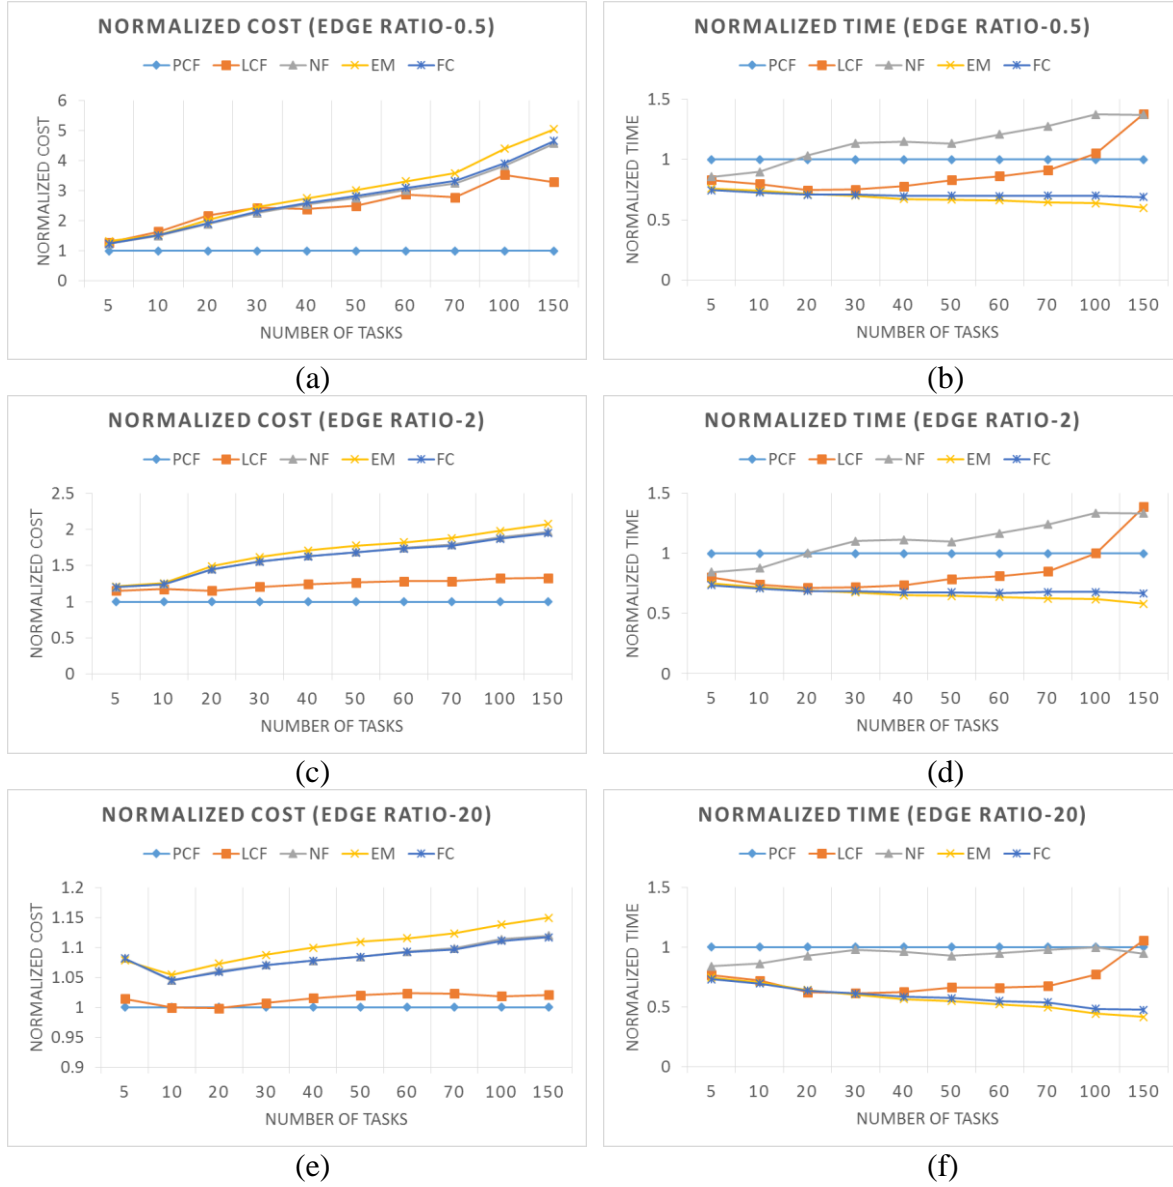 NORMALIZED COST (EDGE RATIO-0.5)
PCF LCF NF EM FC
NORMALIZED COST
6
5
4
3
2
1
0
5 10 20 30 40 50 60 70 100 150
NUMBER OF TASKS
(a)
NORMALIZED TIME (EDGE RATIO-0.5)
PCF LCF NF EM FC
NORMALIZED TIME
1.5
1
0.5
0
5 10 20 30 40 50 60 70 100 150
NUMBER OF TASKS
(b)
NORMALIZED COST (EDGE RATIO-2)
PCF LCF NF EM FC
NORMALIZED COST
2.5
2
1.5
1
0.5
0
5 10 20 30 40 50 60 70 100 150
NUMBER OF TASKS
(c)
NORMALIZED TIME (EDGE RATIO-2)
PCF LCF NF EM FC
NORMALIZED TIME
1.5
1
0.5
0
5 10 20 30 40 50 60 70 100 150
NUMBER OF TASKS
(d)
NORMALIZED COST (EDGE RATIO-20)
PCF LCF NF EM FC
NORMALIZED COST
1.2
1.15
1.1
1.05
1
0.95
0.9
5 10 20 30 40 50 60 70 100 150
NUMBER OF TASKS
(e)
NORMALIZED TIME (EDGE RATIO-20)
PCF LCF NF EM FC
NORMALIZED TIME
1.5
1
0.5
0
5 10 20 30 40 50 60 70 100 150
NUMBER OF TASKS
(f)